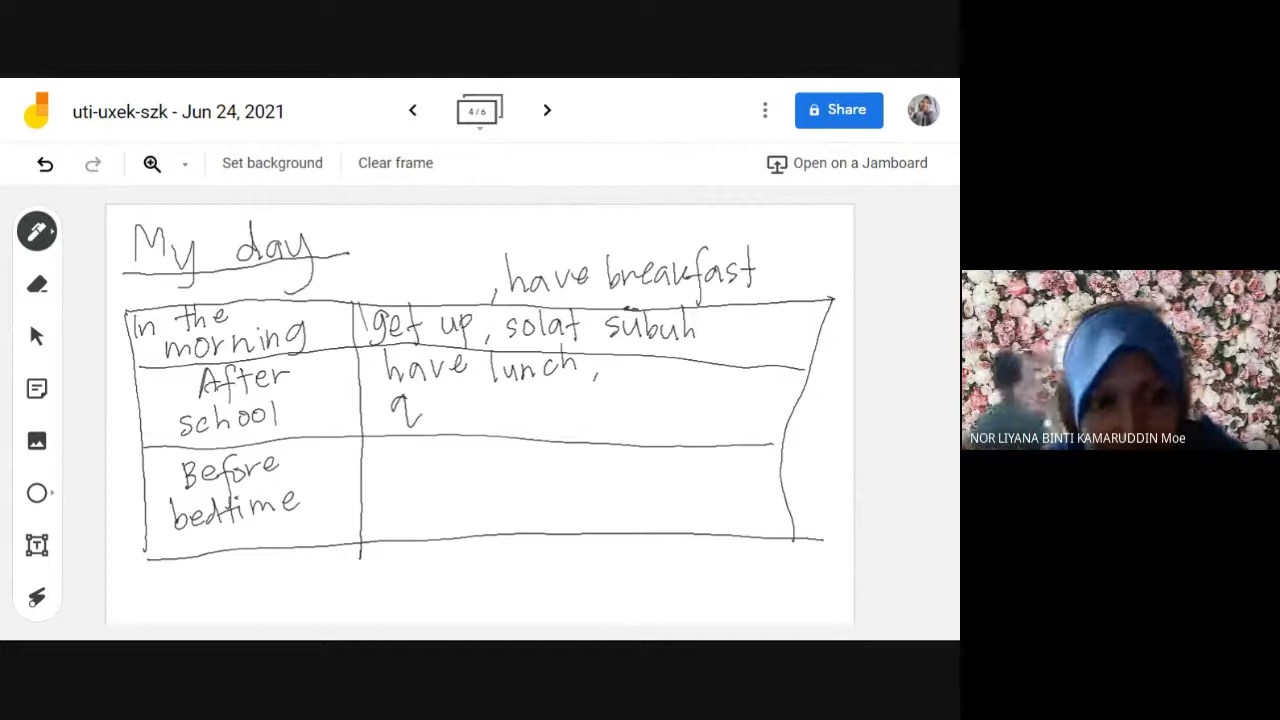 uti-uxek-szk - Jun 24, 2021
4 / 6
Share
Set background
Clear frame
Open on a Jamboard
My day
, have breakfast
In the
morning
get up, solat subuh
After
school
have lunch,
q
Before
bedtime
NOR LIYANA BINTI KAMARUDDIN Moe